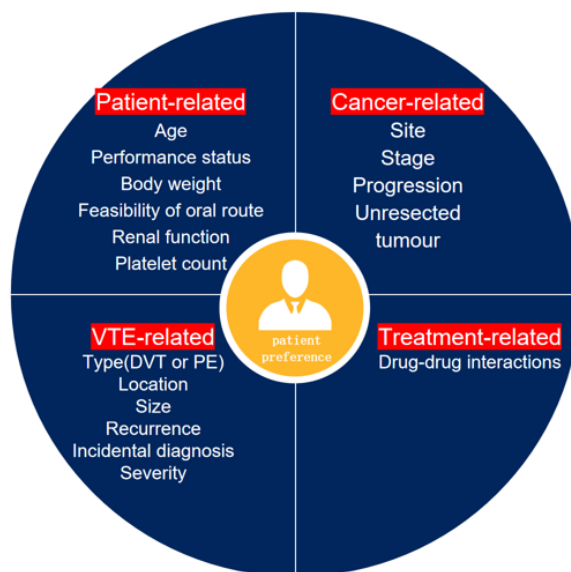 Patient-related
Age
Performance status
Body weight
Feasibility of oral route
Renal function
Platelet count
Cancer-related
Site
Stage
Progression
Unresected
tumour
patient
preference
VTE-related
Type(DVT or PE)
Location
Size
Recurrence
Incidental diagnosis
Severity
Treatment-related
Drug-drug interactions